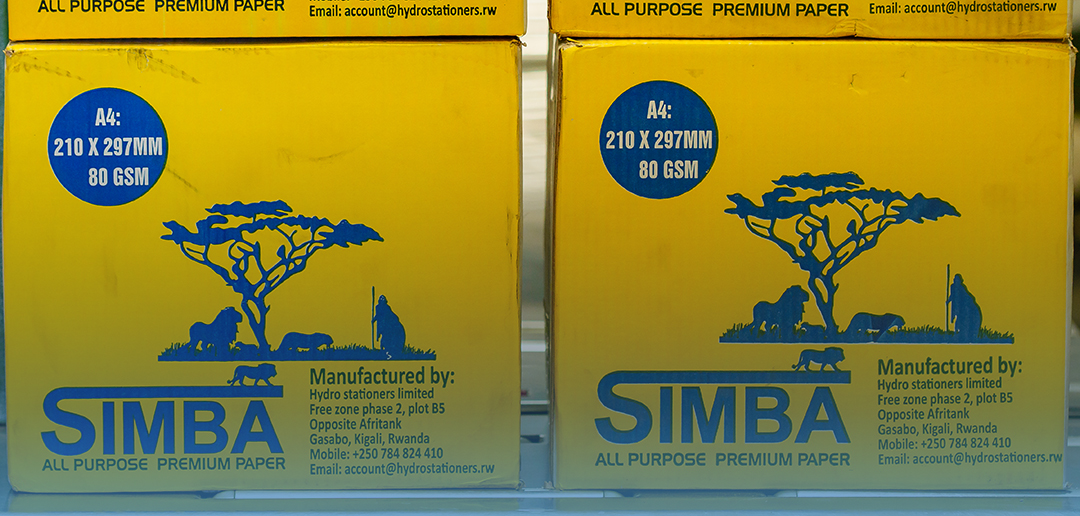 ALL PURPOSE PREMIUM PAPER
Email: account@hydrostationers.rw
ALL PURPOSE PREMIUM PAPER
Email: account@hydrostationers.rw
A4:
210 X 297MM
80 GSM
SIMBA
ALL PURPOSE PREMIUM PAPER
Manufactured by:
Hydro stationers limited
Free zone phase 2, plot B5
Opposite Afritank
Gasabo, Kigali, Rwanda
Mobile: +250 784 824 410
Email: account@hydrostationers.rw
A4:
210 X 297MM
80 GSM
SIMBA
ALL PURPOSE PREMIUM PAPER
Manufactured by:
Hydro stationers limited
Free zone phase 2, plot B5
Opposite Afritank
Gasabo, Kigali, Rwanda
Mobile: +250 784 824 410
Email: account@hydrostationers.rw